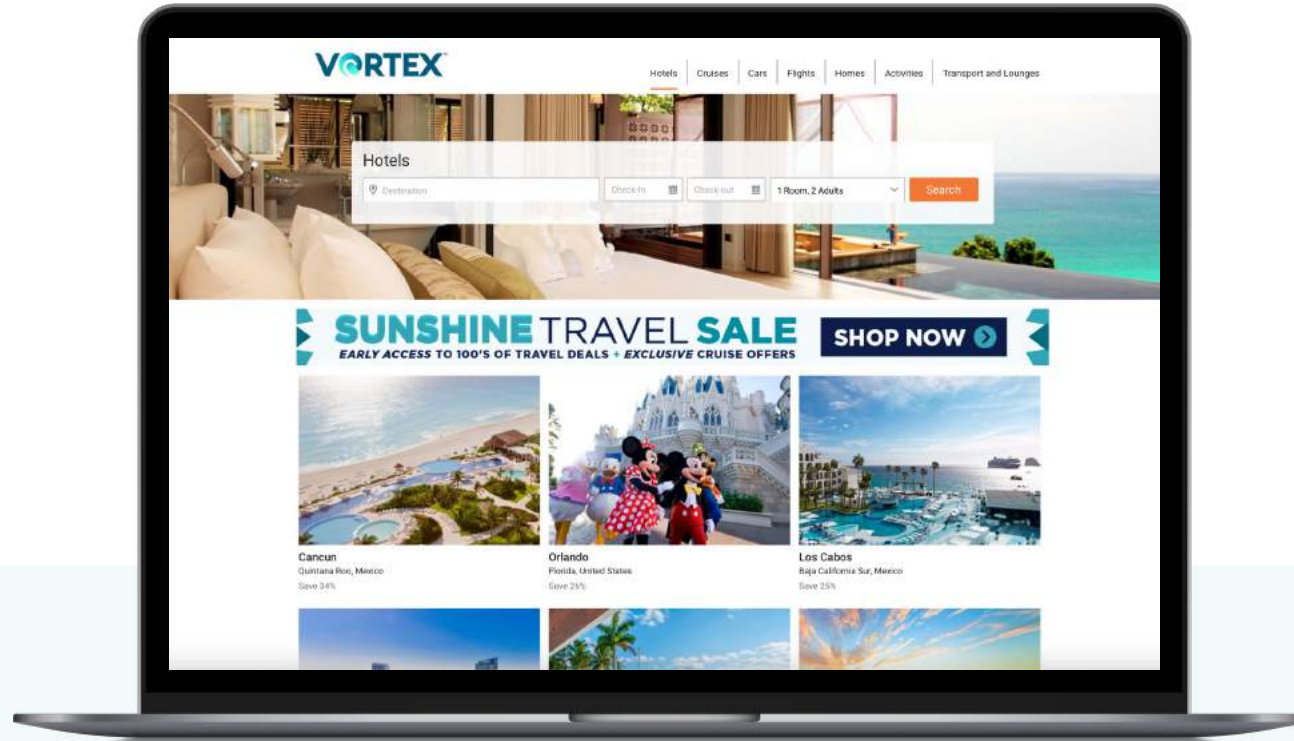 VORTEX™
Hotels Cruises Cars Flights Homes Activities Transport and Lounges
Hotels
Destination Check-in Check-out 1 Room, 2 Adults Search
SUNSHINE TRAVEL SALE
EARLY ACCESS TO 100'S OF TRAVEL DEALS + EXCLUSIVE CRUISE OFFERS
SHOP NOW
Cancun
Quintana Roo, Mexico
Save 34%
Orlando
Florida, United States
Save 26%
Los Cabos
Baja California Sur, Mexico
Save 25%